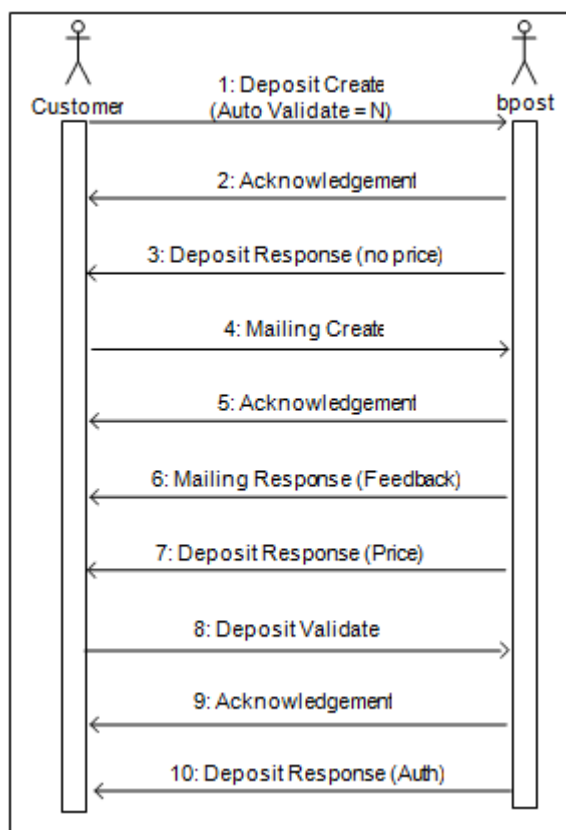 Customer
bpost
1: Deposit Create
(Auto Validate = N)
2: Acknowledgement
3: Deposit Response (no price)
4: Mailing Create
5: Acknowledgement
6: Mailing Response (Feedback)
7: Deposit Response (Price)
8: Deposit Validate
9: Acknowledgement
10: Deposit Response (Auth)